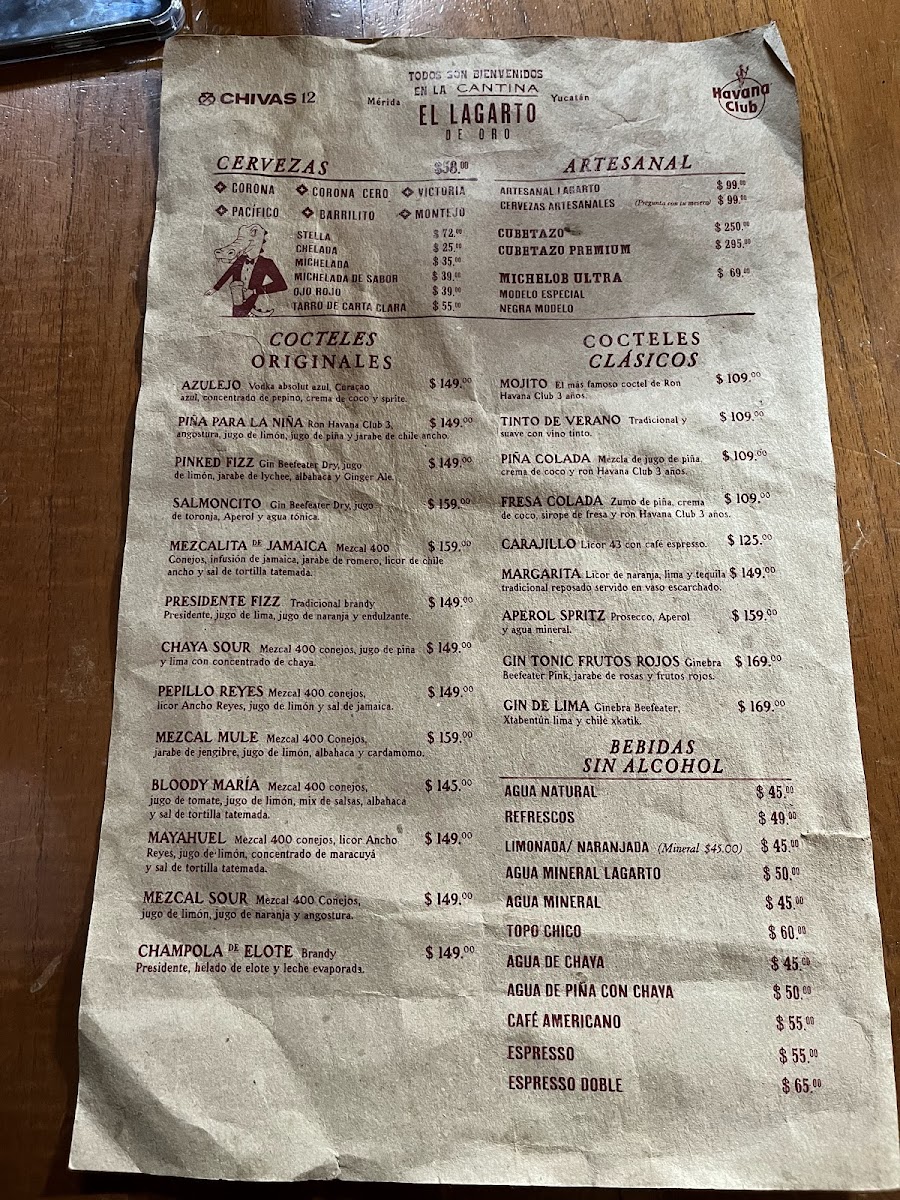 CHIVAS 12
TODOS SON BIENVENIDOS
EN LA CANTINA
Mérida
Yucatán
EL LAGARTO
DE ORO
Havana
Club
CERVEZAS $58.00
CORONA CORONA CERO VICTORIA
PACÍFICO BARRILITO MONTEJO
STELLA $ 72.00
CHELADA $ 25.00
MICHELADA $ 35.00
MICHELADA DE SABOR $ 39.00
OJO ROJO $ 39.00
TARRO DE CARTA CLARA $ 55.00
ARTESANAL
ARTESANAL LAGARTO $ 99.00
CERVEZAS ARTESANALES (Pregunta con tu mesero) $ 99.00
CUBETAZO $ 250.00
CUBETAZO PREMIUM $ 295.00
MICHELOB ULTRA $ 69.00
MODELO ESPECIAL
NEGRA MODELO
COCTELES
ORIGINALES
AZULEJO Vodka absolut azul, Curaçao $ 149.00
azul, concentrado de pepino, crema de coco y sprite.
PIÑA PARA LA NIÑA Ron Havana Club 3, $ 149.00
angostura, jugo de limón, jugo de piña y jarabe de chile ancho.
PINKED FIZZ Gin Beefeater Dry, jugo $ 149.00
de limón, jarabe de lychee, albahaca y Ginger Ale.
SALMONCITO Gin Beefeater Dry, jugo $ 159.00
de toronja, Aperol y agua tónica.
MEZCALITA DE JAMAICA Mezcal 400 $ 159.00
Conejos, infusión de jamaica, jarabe de romero, licor de chile
ancho y sal de tortilla tatemada.
PRESIDENTE FIZZ Tradicional brandy $ 149.00
Presidente, jugo de lima, jugo de naranja y endulzante.
CHAYA SOUR Mezcal 400 conejos, jugo de piña $ 149.00
y lima con concentrado de chaya.
PEPILLO REYES Mezcal 400 conejos, $ 149.00
licor Ancho Reyes, jugo de limón y sal de jamaica.
MEZCAL MULE Mezcal 400 Conejos, $ 159.00
jarabe de jengibre, jugo de limón, albahaca y cardamomo.
BLOODY MARÍA Mezcal 400 conejos, $ 145.00
jugo de tomate, jugo de limón, mix de salsas, albahaca
y sal de tortilla tatemada.
MAYAHUEL Mezcal 400 conejos, licor Ancho $ 149.00
Reyes, jugo de limón, concentrado de maracuyá
y sal de tortilla tatemada.
MEZCAL SOUR Mezcal 400 Conejos, $ 149.00
jugo de limón, jugo de naranja y angostura.
CHAMPOLA DE ELOTE Brandy $ 149.00
Presidente, helado de elote y leche evaporada.
COCTELES
CLÁSICOS
MOJITO El más famoso coctel de Ron $ 109.00
Havana Club 3 años.
TINTO DE VERANO Tradicional y $ 109.00
suave con vino tinto.
PIÑA COLADA Mezcla de jugo de piña, $ 109.00
crema de coco y ron Havana Club 3 años.
FRESA COLADA Zumo de piña, crema $ 109.00
de coco, sirope de fresa y ron Havana Club 3 años.
CARAJILLO Licor 43 con café espresso. $ 125.00
MARGARITA Licor de naranja, lima y tequila $ 149.00
tradicional reposado servido en vaso escarchado.
APEROL SPRITZ Prosecco, Aperol $ 159.00
y agua mineral.
GIN TONIC FRUTOS ROJOS Ginebra $ 169.00
Beefeater Pink, jarabe de rosas y frutos rojos.
GIN DE LIMA Ginebra Beefeater, $ 169.00
Xtabentún lima y chile xkatik.
BEBIDAS
SIN ALCOHOL
AGUA NATURAL $ 45.00
REFRESCOS $ 49.00
LIMONADA/ NARANJADA (Mineral $45.00) $ 45.00
AGUA MINERAL LAGARTO $ 50.00
AGUA MINERAL $ 45.00
TOPO CHICO $ 60.00
AGUA DE CHAYA $ 45.00
AGUA DE PIÑA CON CHAYA $ 50.00
CAFÉ AMERICANO $ 55.00
ESPRESSO $ 55.00
ESPRESSO DOBLE $ 65.00